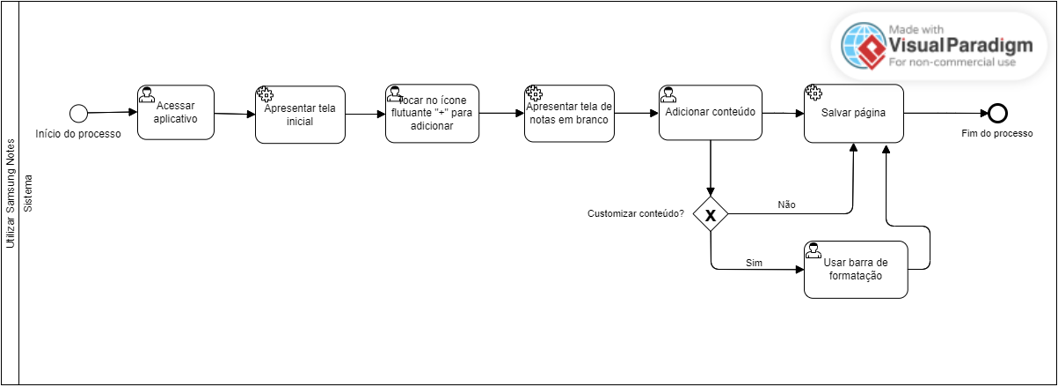 Made with
Visual Paradigm
For non-commercial use
Utilizar Samsung Notes
Sistema
Início do processo
Acessar
aplicativo
Apresentar tela
inicial
Tocar no ícone
flutuante "+" para
adicionar
Apresentar tela de
notas em branco
Adicionar conteúdo
Salvar página
Fim do processo
Customizar conteúdo?
X
Não
Sim
Usar barra de
formatação